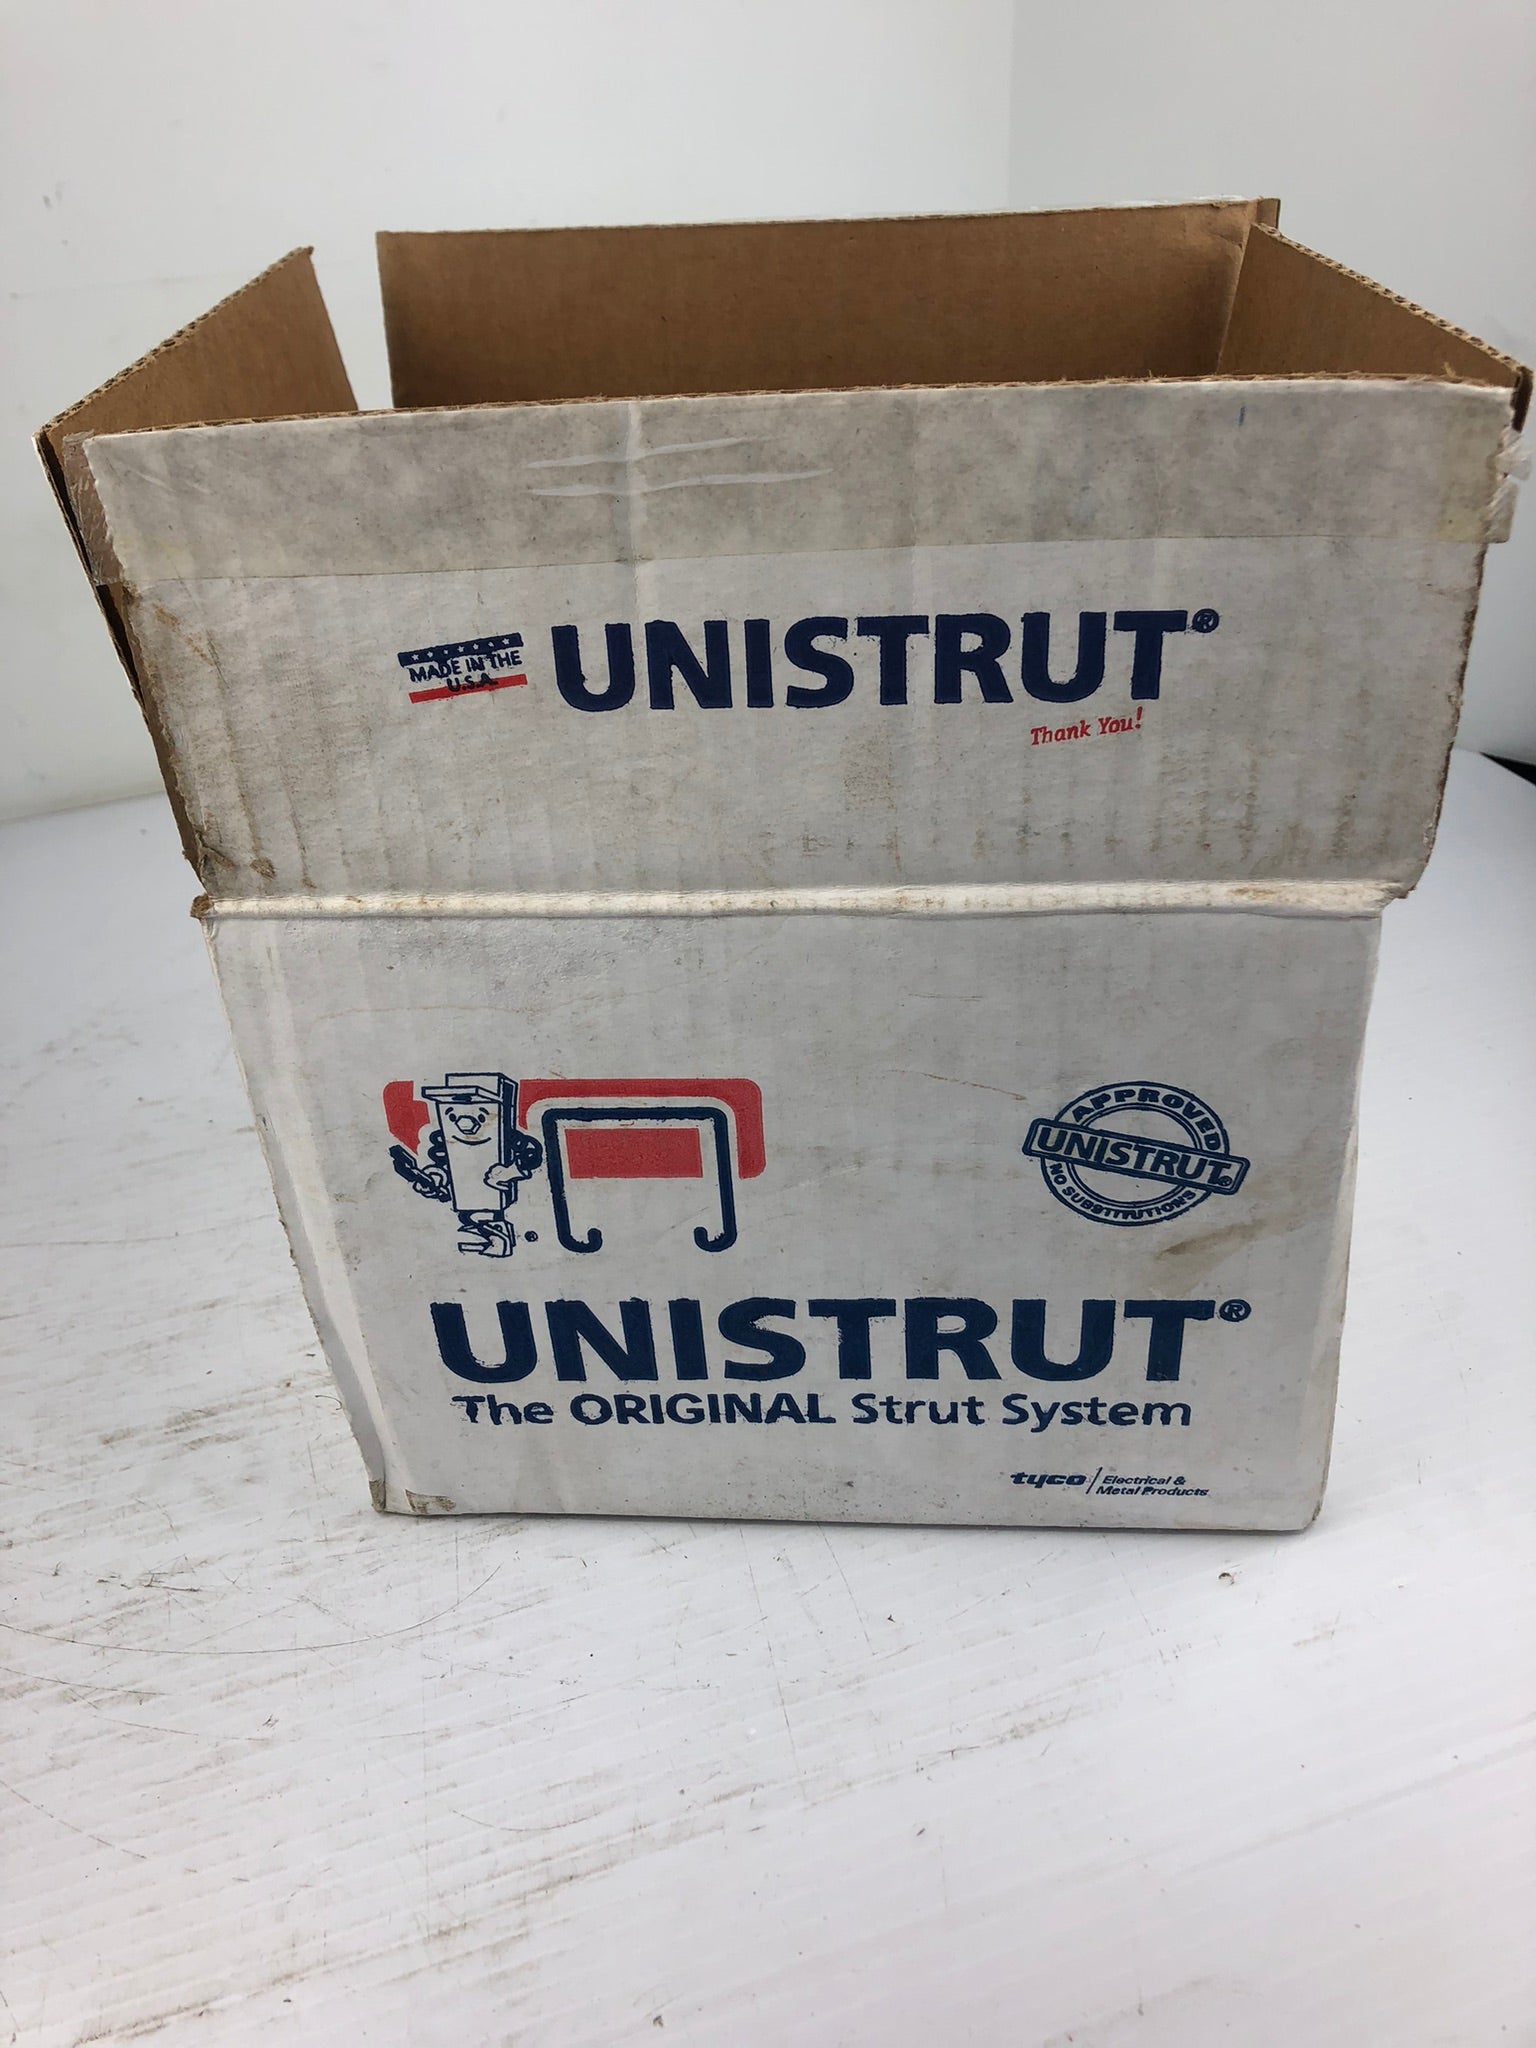 MADE IN THE
U.S.A.
UNISTRUT®
Thank You!
®
APPROVED
UNISTRUT®
NO SUBSTITUTIONS
UNISTRUT®
The ORIGINAL Strut System
tyco / Electrical &
Metal Products